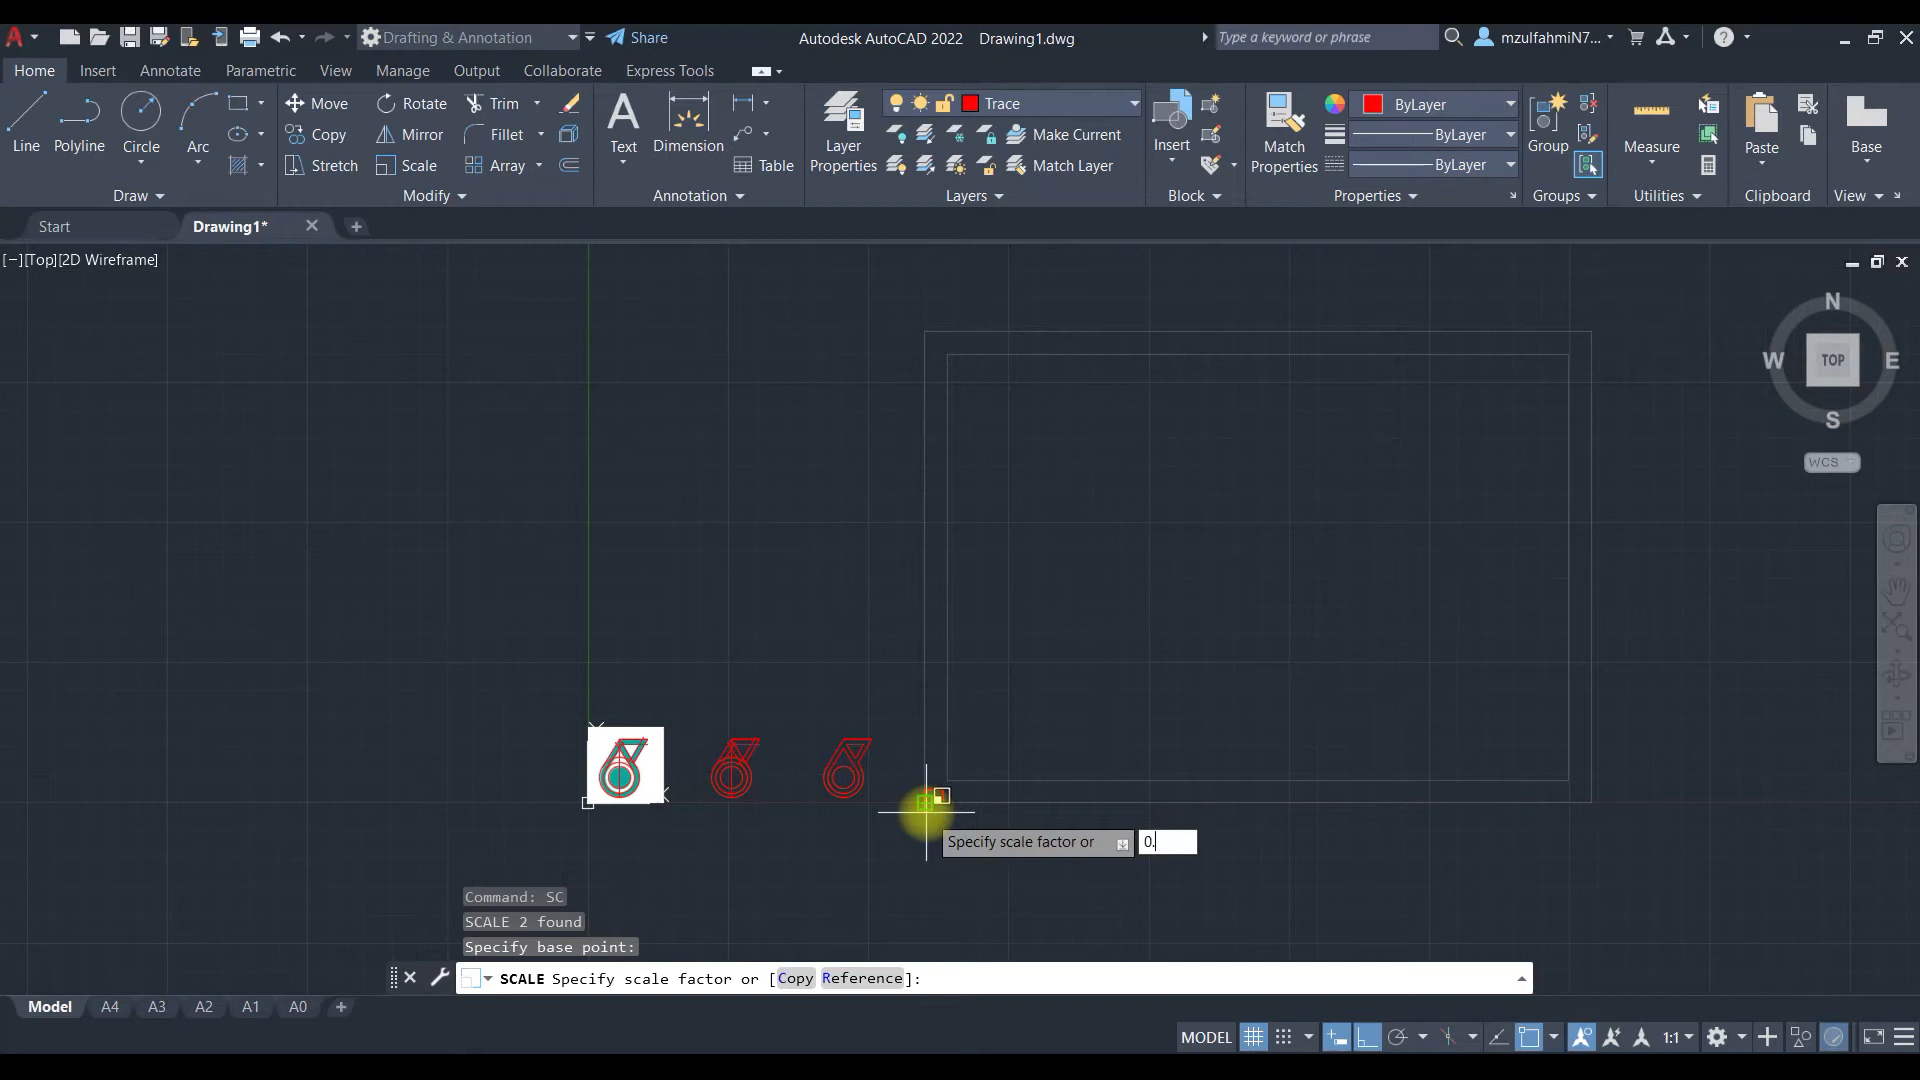 Drafting & Annotation
Share
Autodesk AutoCAD 2022 Drawing1.dwg
Type a keyword or phrase
mzulfahmiN7...
Home Insert Annotate Parametric View Manage Output Collaborate Express Tools
Line Polyline Circle Arc
Move Rotate Trim
Copy Mirror Fillet
Stretch Scale Array
Text Dimension Table
Layer Properties
Trace
Make Current
Match Layer
Insert
Match Properties
ByLayer
ByLayer
ByLayer
Group Measure Paste Base
Draw Modify Annotation Layers Block Properties Groups Utilities Clipboard View
Start Drawing1*
[−][Top][2D Wireframe]
N
W TOP E
S
WCS
Specify scale factor or 0.
Command: SC
SCALE 2 found
Specify base point:
SCALE Specify scale factor or [Copy Reference]:
Model A4 A3 A2 A1 A0
MODEL 1:1